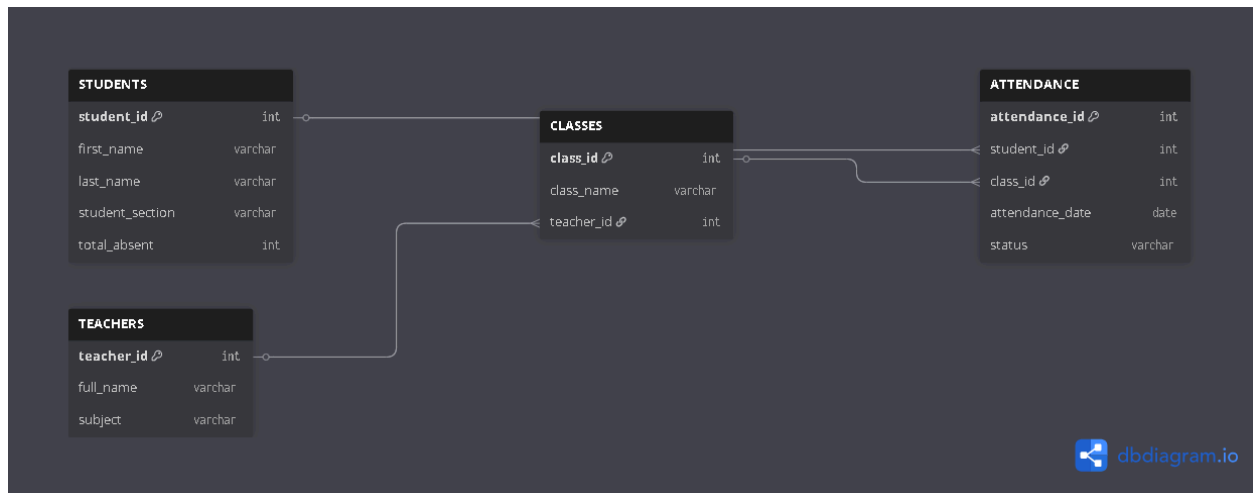 STUDENTS
student_id int
first_name varchar
last_name varchar
student_section varchar
total_absent int
TEACHERS
teacher_id int
full_name varchar
subject varchar
CLASSES
class_id int
class_name varchar
teacher_id int
ATTENDANCE
attendance_id int
student_id int
class_id int
attendance_date date
status varchar
dbdiagram.io